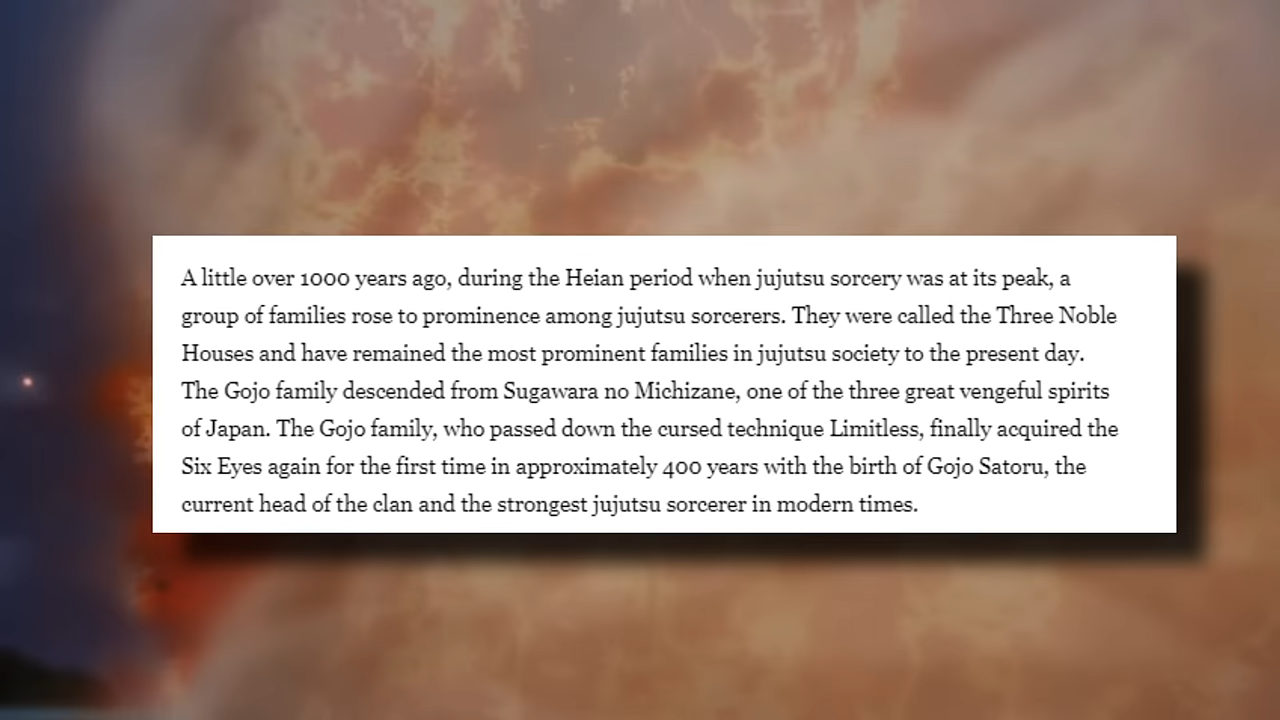 A little over 1000 years ago, during the Heian period when jujutsu sorcery was at its peak, a
group of families rose to prominence among jujutsu sorcerers. They were called the Three Noble
Houses and have remained the most prominent families in jujutsu society to the present day.
The Gojo family descended from Sugawara no Michizane, one of the three great vengeful spirits
of Japan. The Gojo family, who passed down the cursed technique Limitless, finally acquired the
Six Eyes again for the first time in approximately 400 years with the birth of Gojo Satoru, the
current head of the clan and the strongest jujutsu sorcerer in modern times.